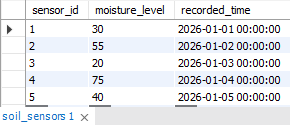 sensor_id moisture_level recorded_time
1 30 2026-01-01 00:00:00
2 55 2026-01-02 00:00:00
3 20 2026-01-03 00:00:00
4 75 2026-01-04 00:00:00
5 40 2026-01-05 00:00:00
soil_sensors 1